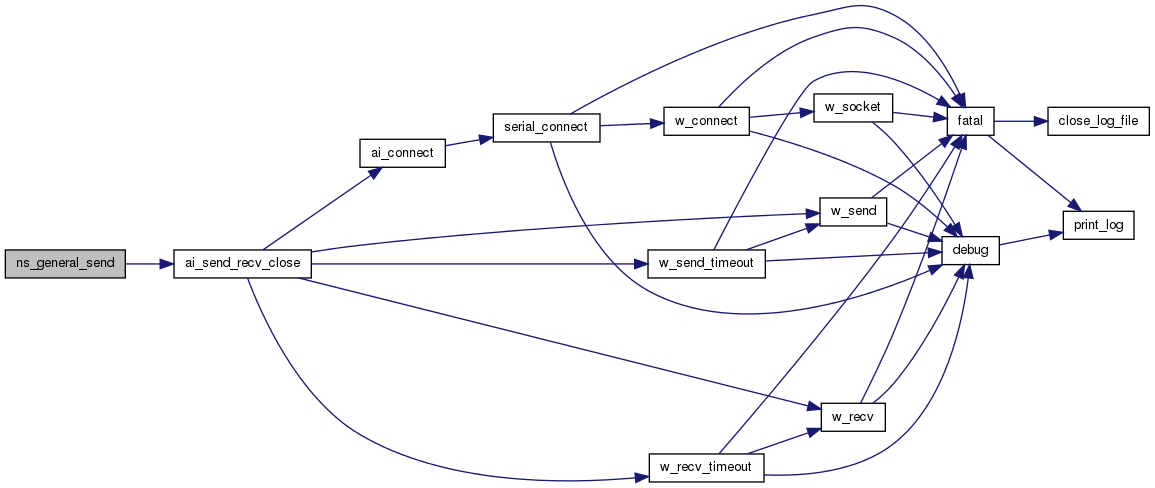 ns_general_send
ai_send_recv_close
ai_connect
serial_connect
w_connect
w_socket
fatal
close_log_file
w_send
print_log
w_send_timeout
debug
w_recv
w_recv_timeout